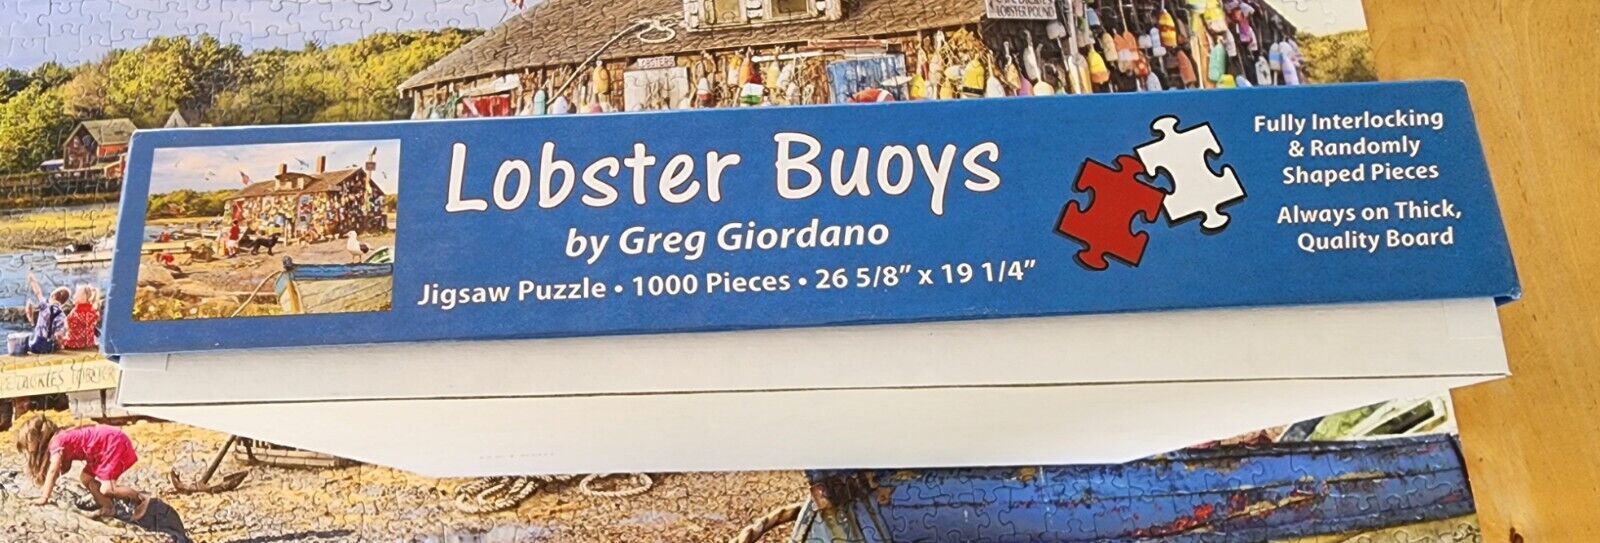 LOBSTER POUND
LOBSTERS
Lobster Buoys
by Greg Giordano
Jigsaw Puzzle • 1000 Pieces • 26 5/8” x 19 1/4”
Fully Interlocking
& Randomly
Shaped Pieces
Always on Thick,
Quality Board